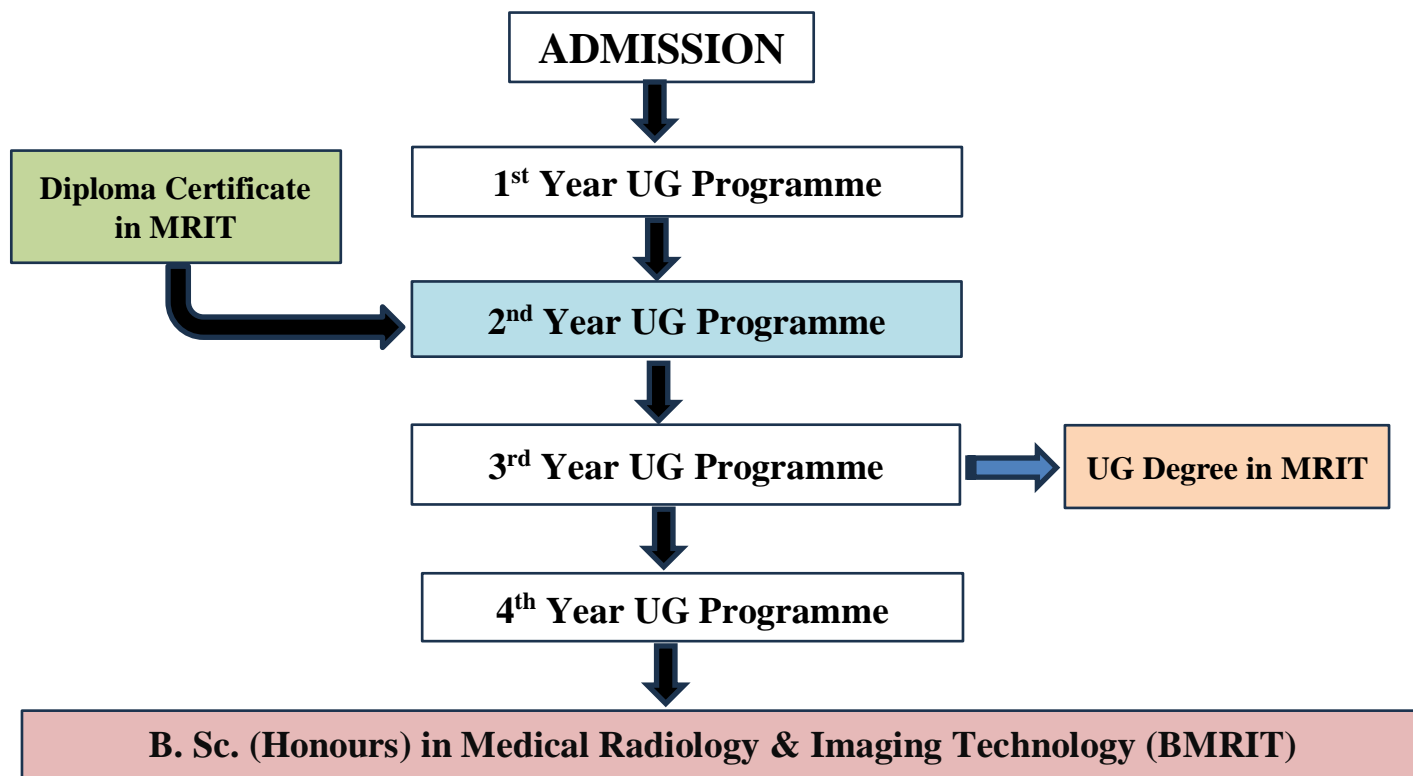 ADMISSION
1st Year UG Programme
Diploma Certificate
in MRIT
2nd Year UG Programme
3rd Year UG Programme
UG Degree in MRIT
4th Year UG Programme
B. Sc. (Honours) in Medical Radiology & Imaging Technology (BMRIT)